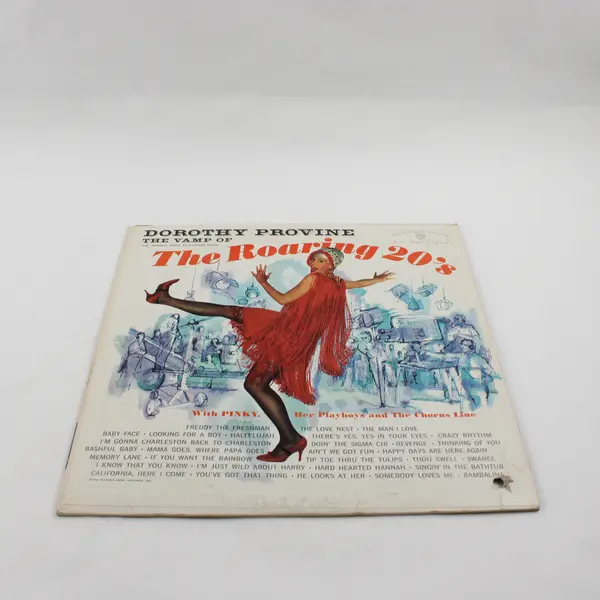 DOROTHY PROVINE
THE VAMP OF
The Roaring 20's
With PINKY, Her Playboys and The Chorus Line
FREDDY THE FRESHMAN
BABY FACE • LOOKING FOR A BOY • HALLELUJAH
I'M GONNA CHARLESTON BACK TO CHARLESTON
BASHFUL BABY • MAMA GOES, WHERE PAPA GOES
MEMORY LANE • IF YOU WANT THE RAINBOW
I KNOW THAT YOU KNOW • I'M JUST WILD ABOUT HARRY
CALIFORNIA, HERE I COME • YOU'VE GOT THAT THING
THE LOVE NEST • THE MAN I LOVE
THERE'S YES, YES IN YOUR EYES • CRAZY RHYTHM
DOIN' THE SIGMA CHI • REVENGE • THINKING OF YOU
AIN'T WE GOT FUN • HAPPY DAYS ARE HERE AGAIN
TIP TOE THRU THE TULIPS • THOU SWELL • SWANEE
HARD HEARTED HANNAH • SINGIN' IN THE BATHTUB
HE LOOKS AT HER • SOMEBODY LOVES ME • BAMBALINA